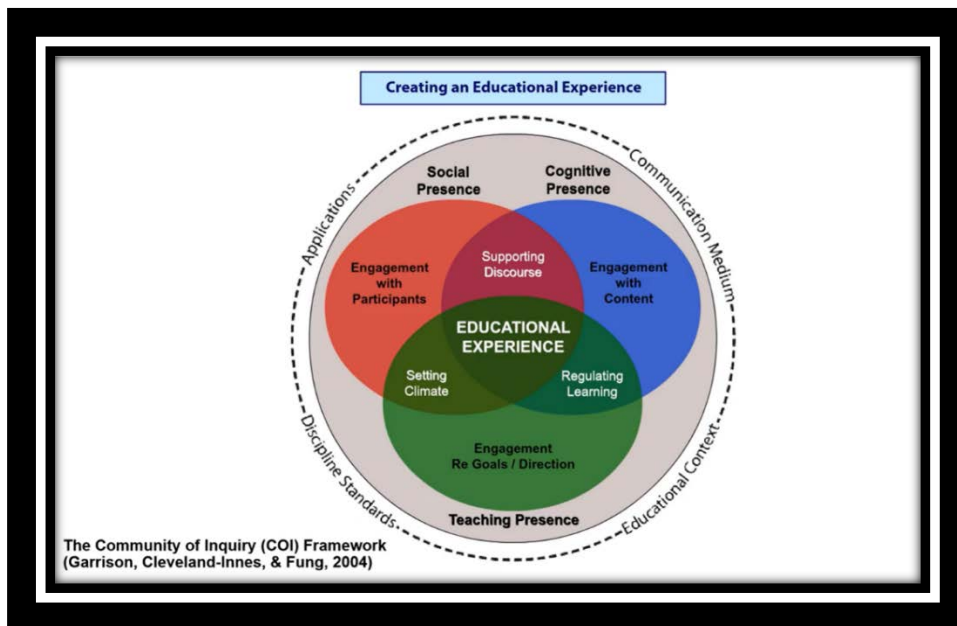 Creating an Educational Experience
Social
Presence
Cognitive
Presence
Applications
Communication Medium
Engagement
with
Participants
Supporting
Discourse
Engagement
with
Content
EDUCATIONAL
EXPERIENCE
Setting
Climate
Regulating
Learning
Engagement
Re Goals / Direction
Discipline Standards
Educational Context
Teaching Presence
The Community of Inquiry (COI) Framework
(Garrison, Cleveland-Innes, & Fung, 2004)